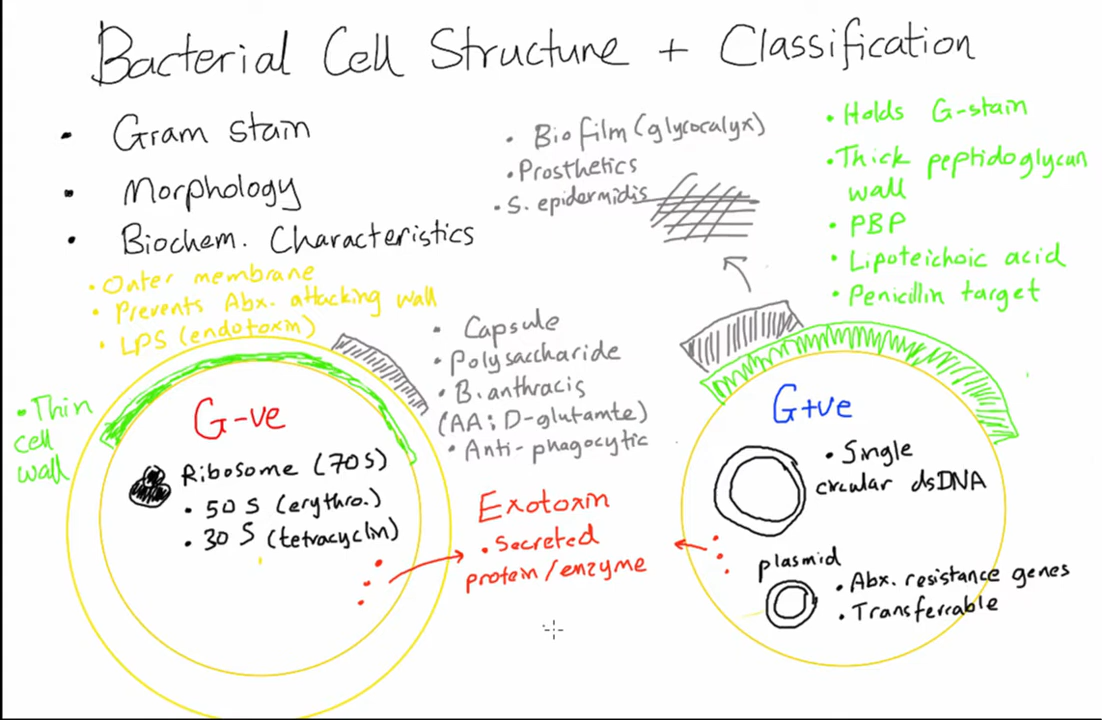 Bacterial Cell Structure + Classification
• Gram stain
• Morphology
• Biochem. Characteristics
• Biofilm (glycocalyx)
• Prosthetics
• S. epidermidis
• Holds G-stain
• Thick peptidoglycan
wall
• PBP
• Lipoteichoic acid
• Penicillin target
• Outer membrane
• Prevents Abx. attacking wall
• LPS (endotoxin)
• Capsule
• Polysaccharide
• B. anthracis
(AA: D-glutamte)
• Anti-phagocytic
• Thin
cell
wall
G-ve
Ribosome (70S)
• 50 S (erythro.)
• 30 S (tetracyclin)
Exotoxin
• Secreted
protein/enzyme
G+ve
• Single
circular dsDNA
plasmid
• Abx. resistance genes
• Transferrable